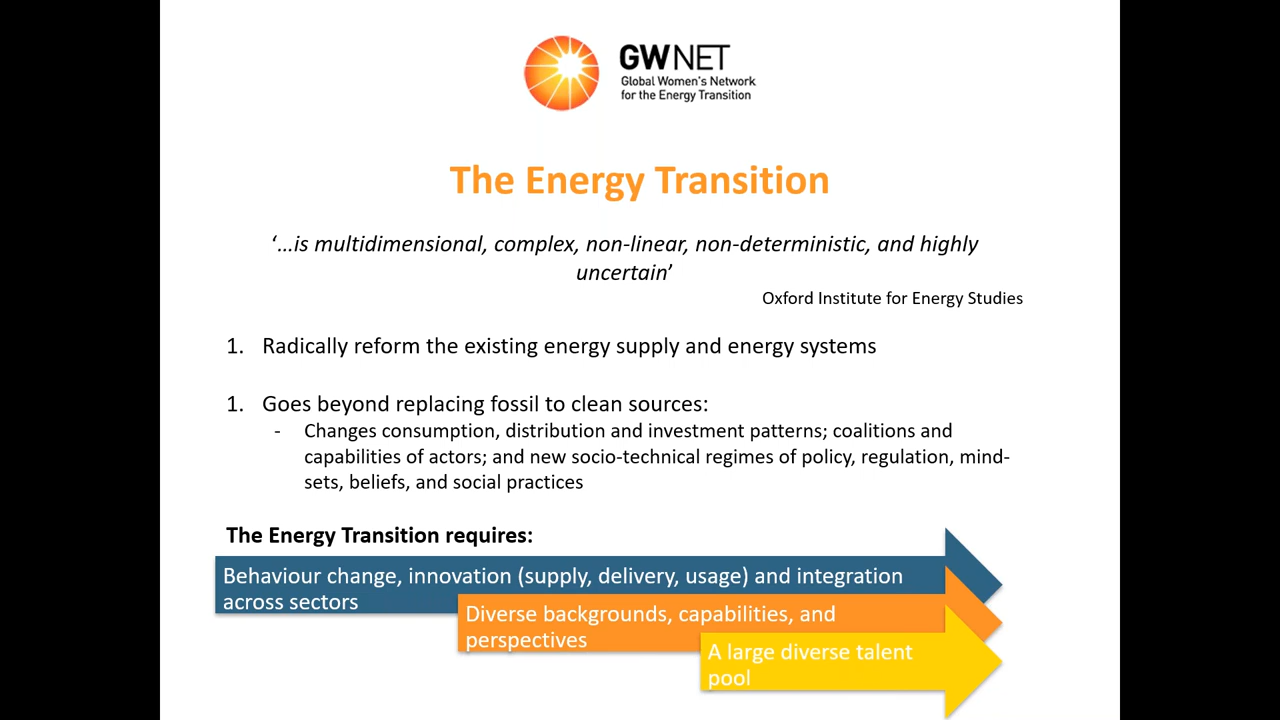 GWNET
Global Women's Network
for the Energy Transition
The Energy Transition
‘…is multidimensional, complex, non-linear, non-deterministic, and highly
uncertain’
Oxford Institute for Energy Studies
1. Radically reform the existing energy supply and energy systems
1. Goes beyond replacing fossil to clean sources:
- Changes consumption, distribution and investment patterns; coalitions and
capabilities of actors; and new socio-technical regimes of policy, regulation, mind-
sets, beliefs, and social practices
The Energy Transition requires:
Behaviour change, innovation (supply, delivery, usage) and integration
across sectors
Diverse backgrounds, capabilities, and
perspectives
A large diverse talent
pool